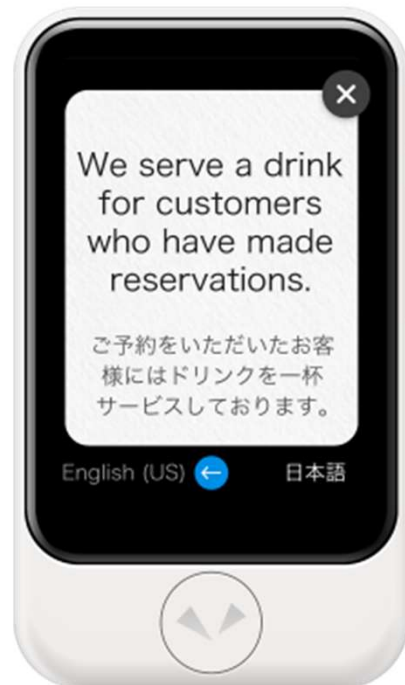 We serve a drink
for customers
who have made
reservations.
ご予約をいただいたお客
様にはドリンクを一杯
サービスしております。
English (US) ← 日本語